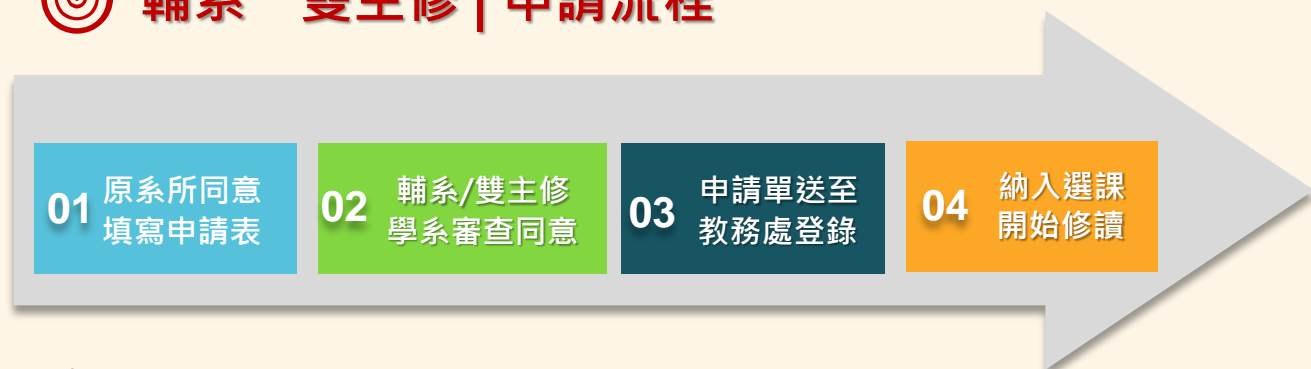 輔系 雙主修|申請流程
01 原系所同意
填寫申請表
02 輔系/雙主修
學系審查同意
03 申請單送至
教務處登錄
04 納入選課
開始修讀